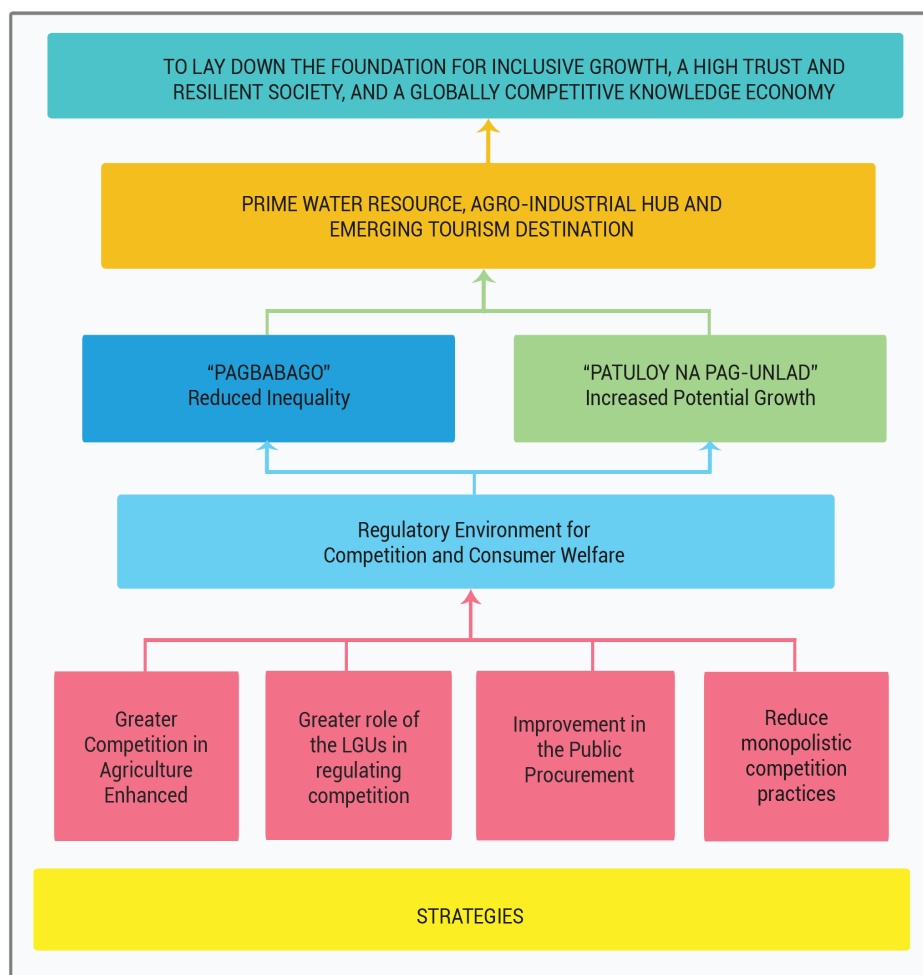 TO LAY DOWN THE FOUNDATION FOR INCLUSIVE GROWTH, A HIGH TRUST AND
RESILIENT SOCIETY, AND A GLOBALLY COMPETITIVE KNOWLEDGE ECONOMY
PRIME WATER RESOURCE, AGRO-INDUSTRIAL HUB AND
EMERGING TOURISM DESTINATION
“PAGBABAGO”
Reduced Inequality
“PATULOY NA PAG-UNLAD”
Increased Potential Growth
Regulatory Environment for
Competition and Consumer Welfare
Greater
Competition in
Agriculture
Enhanced
Greater role of
the LGUs in
regulating
competition
Improvement in
the Public
Procurement
Reduce
monopolistic
competition
practices
STRATEGIES